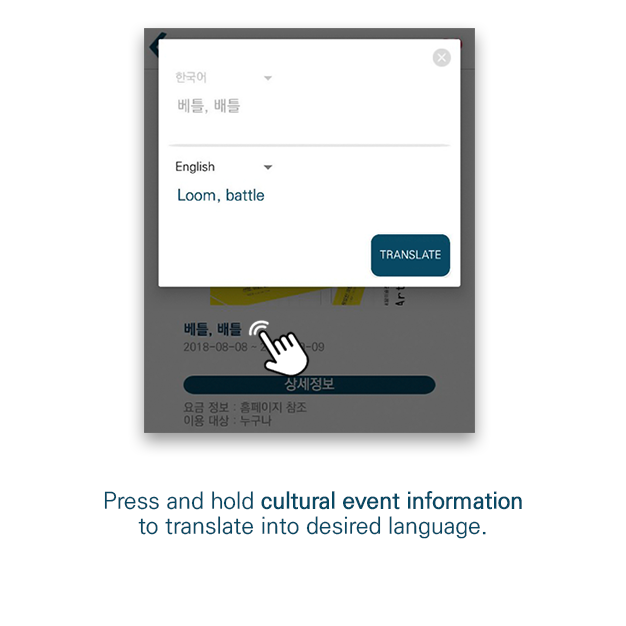 한국어
베틀, 배틀
English
Loom, battle
TRANSLATE
Art
베틀, 배틀
2018-08-08 - 2 -09
상세정보
요금 정보 : 홈페이지 참조
이용 대상 : 누구나
Press and hold cultural event information
to translate into desired language.